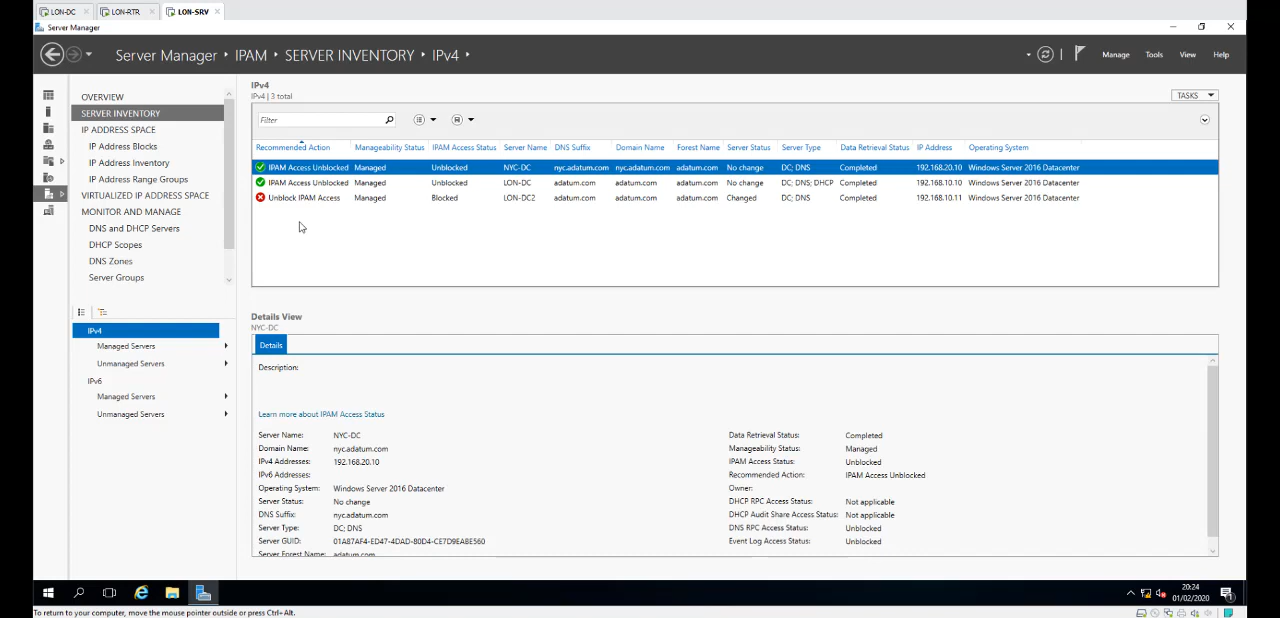 LON-DC × LON-RTR × LON-SRV ×
Server Manager
Server Manager • IPAM • SERVER INVENTORY • IPv4 •
Manage Tools View Help
OVERVIEW
SERVER INVENTORY
IP ADDRESS SPACE
IP Address Blocks
IP Address Inventory
IP Address Range Groups
VIRTUALIZED IP ADDRESS SPACE
MONITOR AND MANAGE
DNS and DHCP Servers
DHCP Scopes
DNS Zones
Server Groups
IPv4
Managed Servers
Unmanaged Servers
IPv6
Managed Servers
Unmanaged Servers
IPv4
IPv4 | 3 total
TASKS
Filter
Recommended Action Manageability Status IPAM Access Status Server Name DNS Suffix Domain Name Forest Name Server Status Server Type Data Retrieval Status IP Address Operating System
IPAM Access Unblocked Managed Unblocked NYC-DC nyc.adatum.com nyc.adatum.com adatum.com No change DC; DNS Completed 192.168.20.10 Windows Server 2016 Datacenter
IPAM Access Unblocked Managed Unblocked LON-DC adatum.com adatum.com adatum.com No change DC; DNS; DHCP Completed 192.168.10.10 Windows Server 2016 Datacenter
Unblock IPAM Access Managed Blocked LON-DC2 adatum.com adatum.com adatum.com Changed DC; DNS Completed 192.168.10.11 Windows Server 2016 Datacenter
Details View
NYC-DC
Details
Description:
Learn more about IPAM Access Status
Server Name: NYC-DC
Domain Name: nyc.adatum.com
IPv4 Addresses: 192.168.20.10
IPv6 Addresses:
Operating System: Windows Server 2016 Datacenter
Server Status: No change
DNS Suffix: nyc.adatum.com
Server Type: DC; DNS
Server GUID: 01A87AF4-ED47-4DAD-80D4-CE7D9EABE560
Server Forest Name: adatum.com
Data Retrieval Status: Completed
Manageability Status: Managed
IPAM Access Status: Unblocked
Recommended Action: IPAM Access Unblocked
Owner:
DHCP RPC Access Status: Not applicable
DHCP Audit Share Access Status: Not applicable
DNS RPC Access Status: Unblocked
Event Log Access Status: Unblocked
20:24
01/02/2020
To return to your computer, move the mouse pointer outside or press Ctrl+Alt.